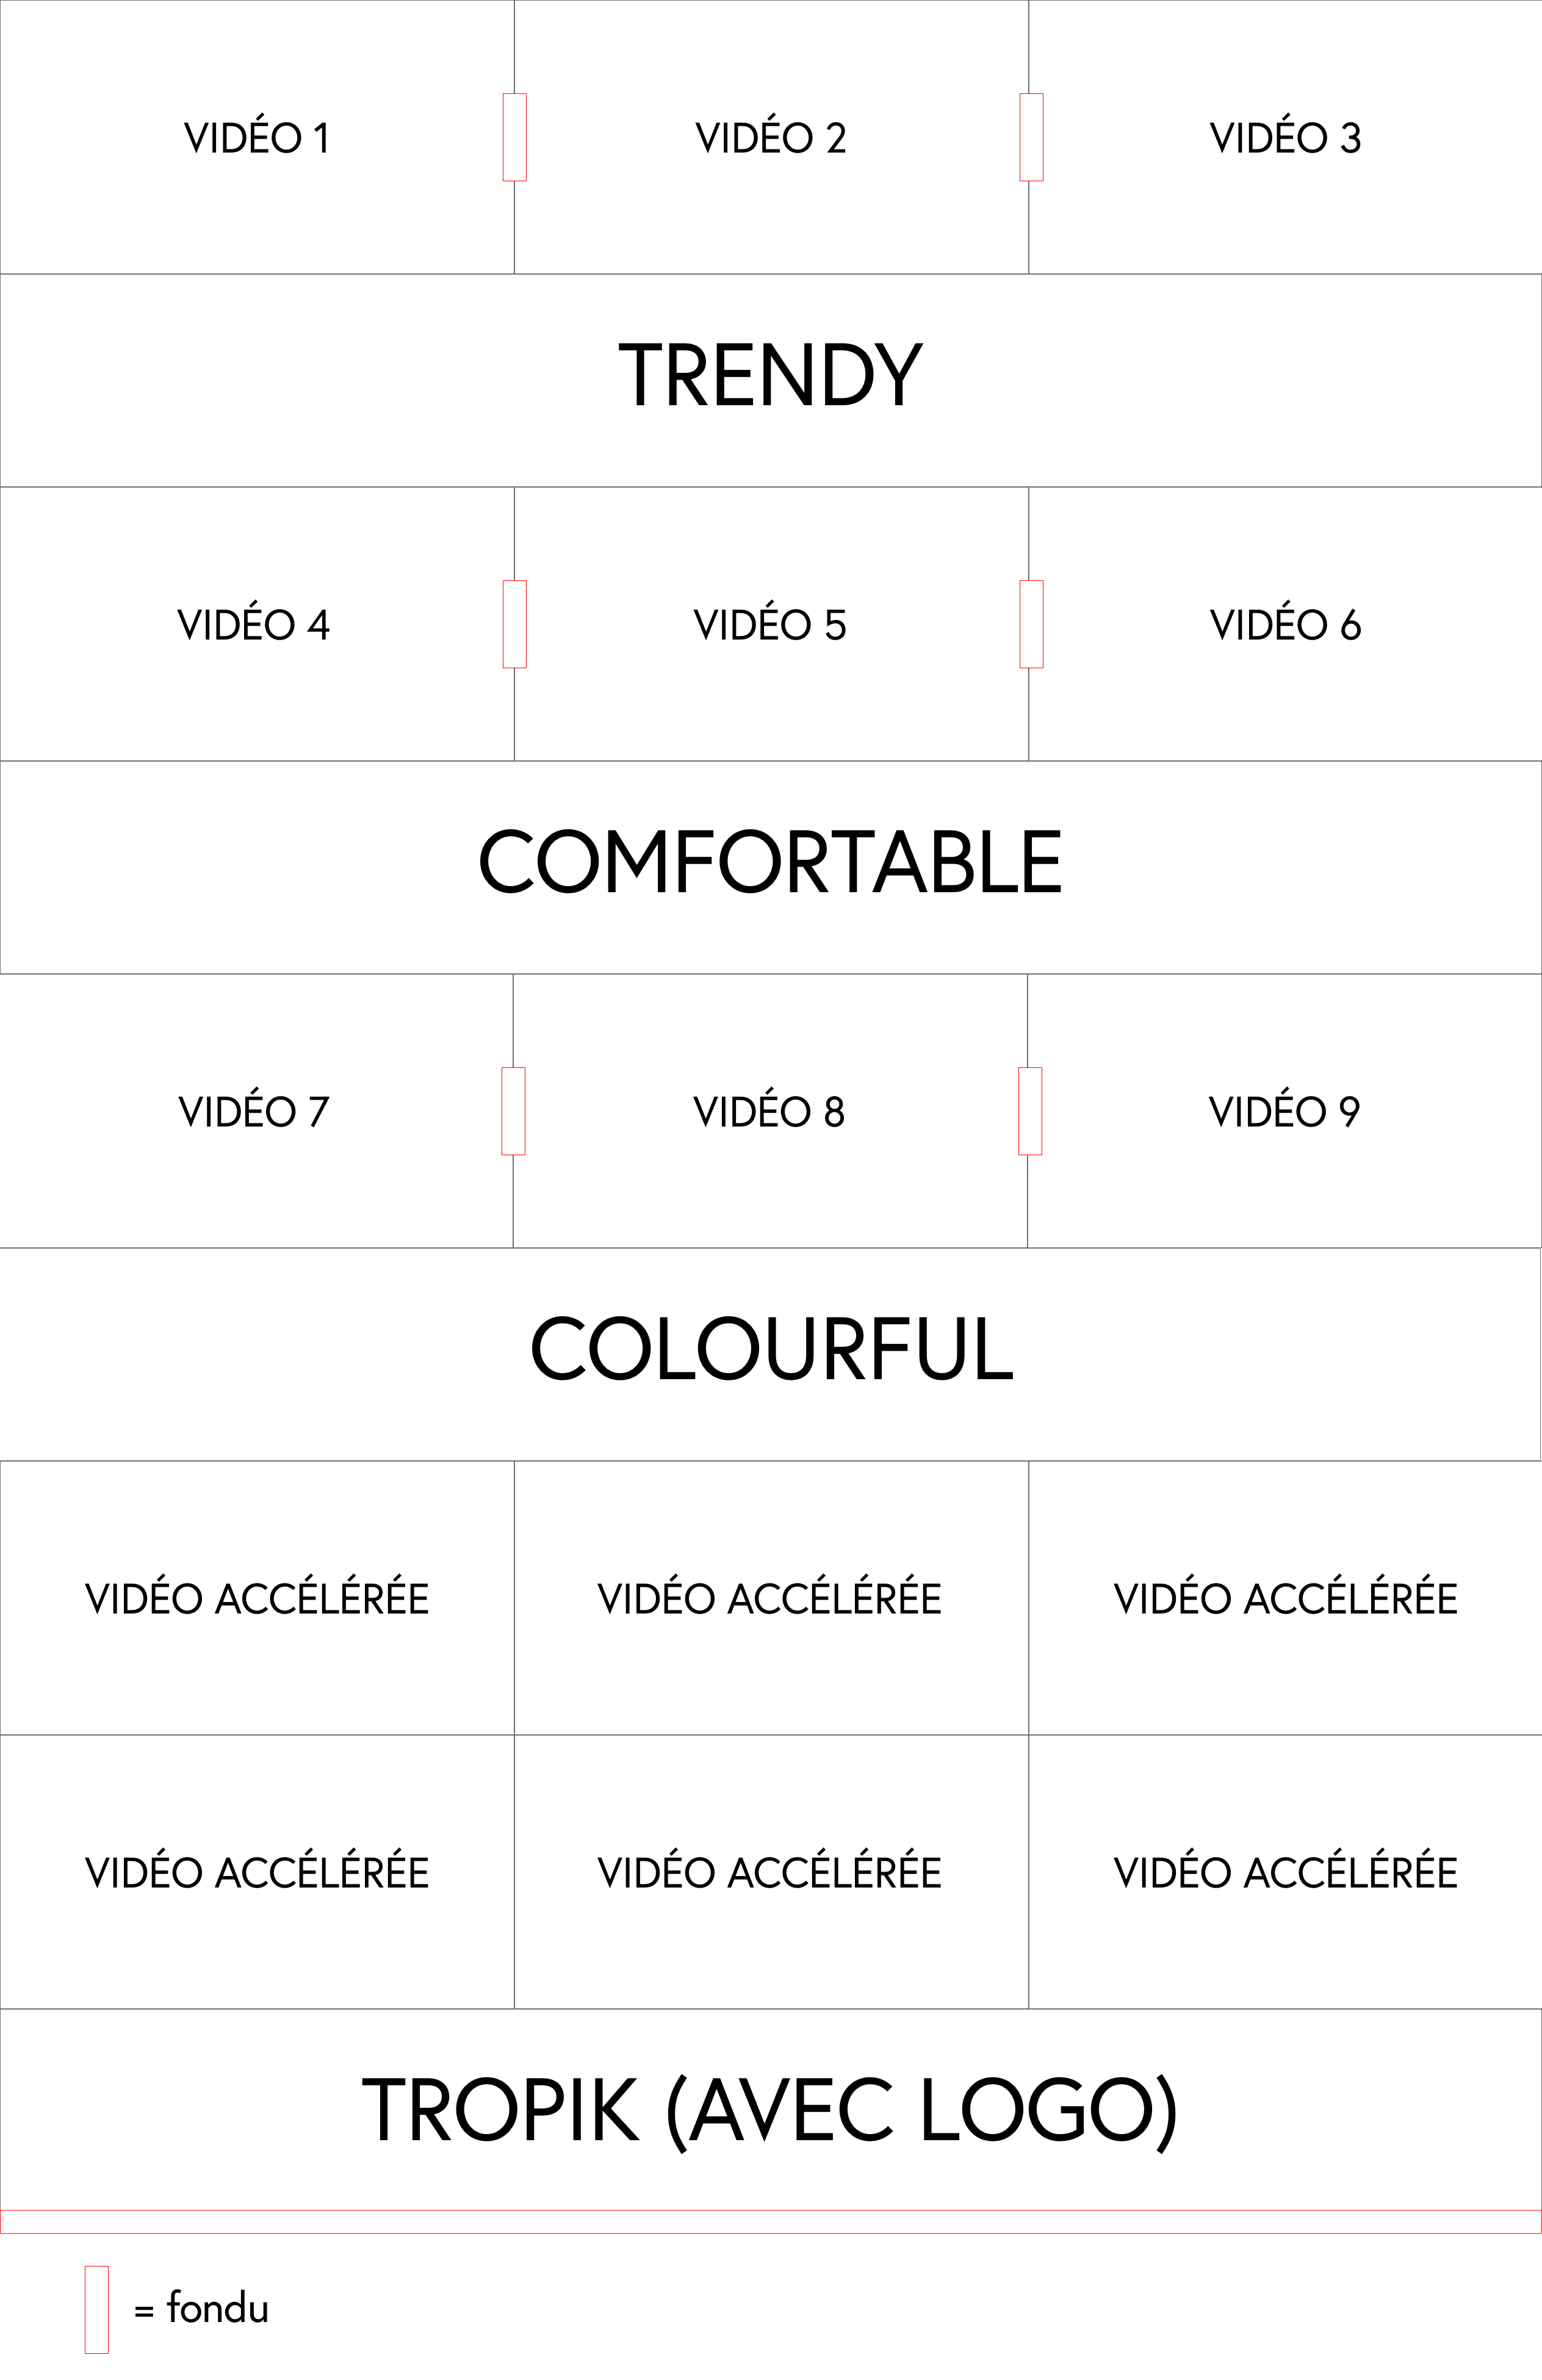 VIDÉO 1 VIDÉO 2 VIDÉO 3
TRENDY
VIDÉO 4 VIDÉO 5 VIDÉO 6
COMFORTABLE
VIDÉO 7 VIDÉO 8 VIDÉO 9
COLOURFUL
VIDÉO ACCÉLÉRÉE VIDÉO ACCÉLÉRÉE VIDÉO ACCÉLÉRÉE
VIDÉO ACCÉLÉRÉE VIDÉO ACCÉLÉRÉE VIDÉO ACCÉLÉRÉE
TROPIK (AVEC LOGO)
= fondu